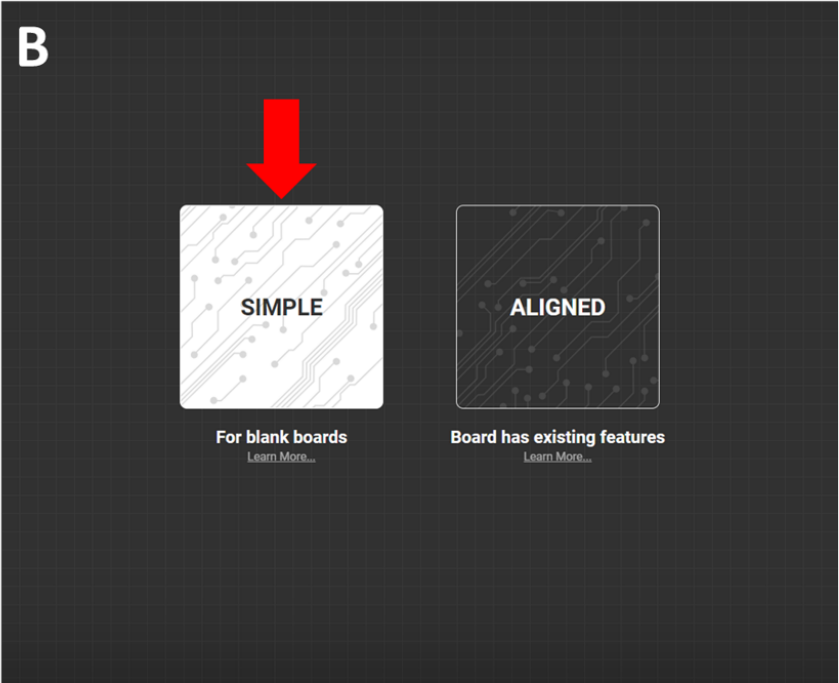 B
SIMPLE
ALIGNED
For blank boards
Learn More...
Board has existing features
Learn More...